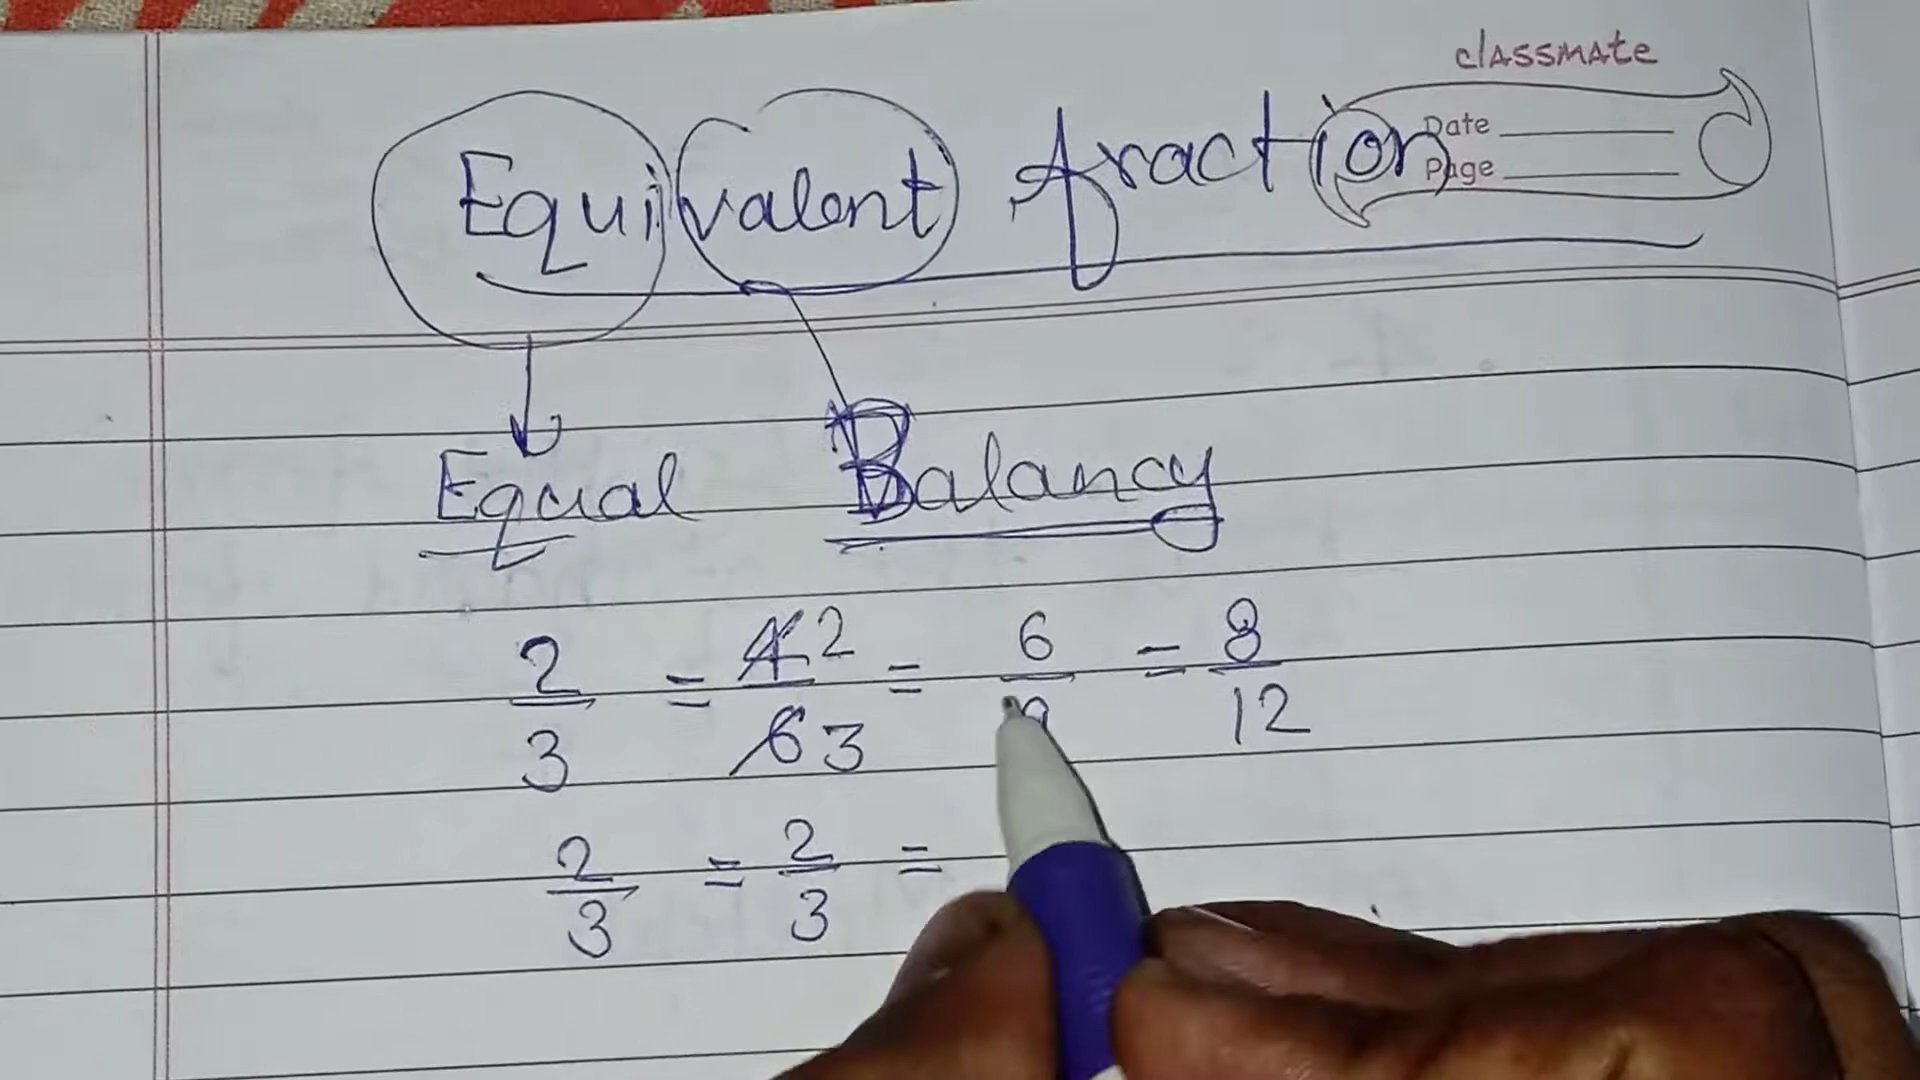 classmate
Date
Page
Equivalent fraction
Equal Balancy
2/3 = 4 2/6 3 = 6/9 = 8/12
2/3 = 2/3 =